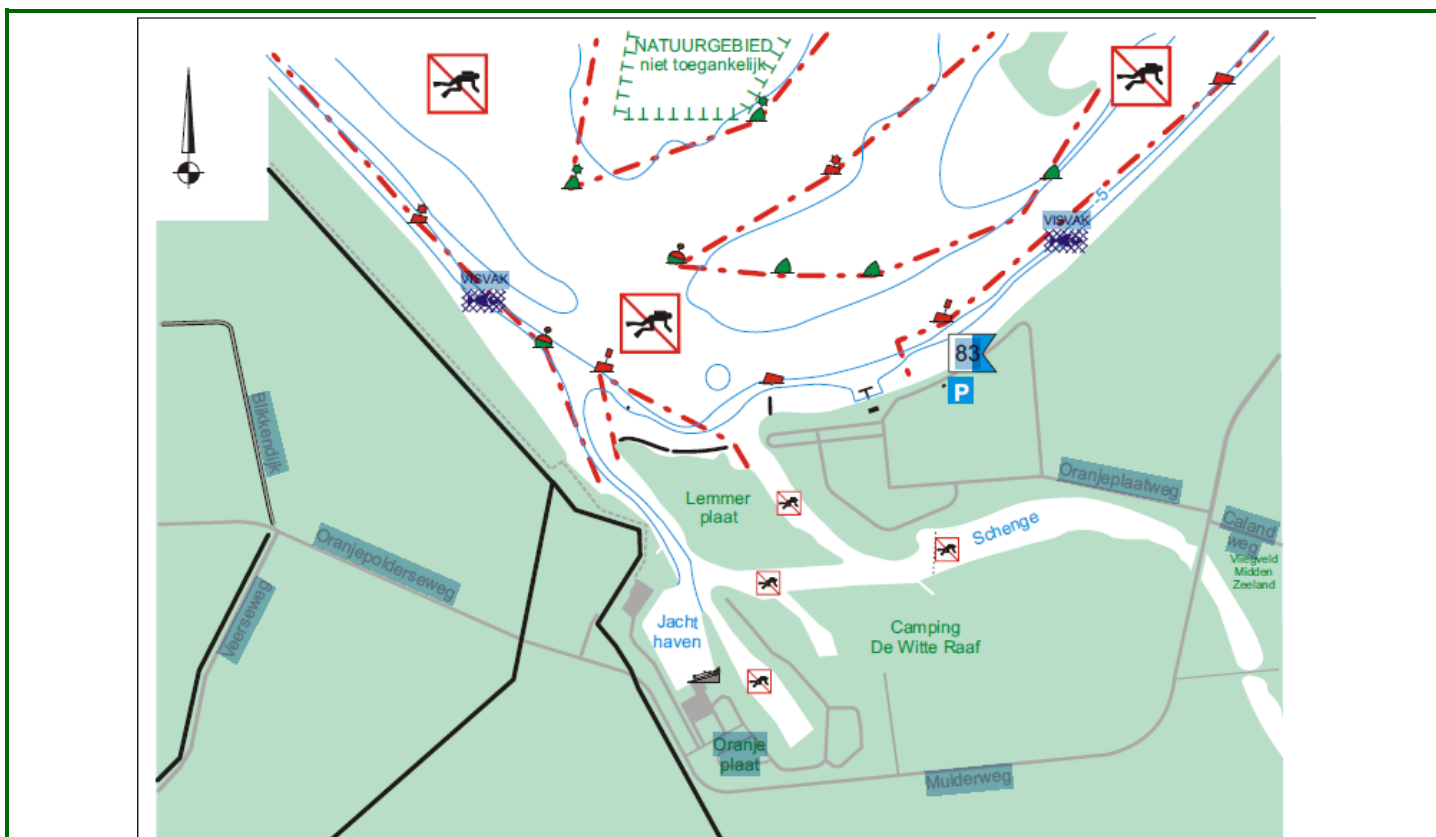 NATUURGEBIED
niet toegankelijk
-5
VISVAK
VISVAK
83
P
Blikkendijk
Oranjeplaatweg
Lemmer
plaat
Schenge
Caland
weg
Vliegveld
Midden
Zeeland
Oranjepolderseweg
Veerseweg
Jacht
haven
Camping
De Witte Raaf
Oranje
plaat
Muiderweg